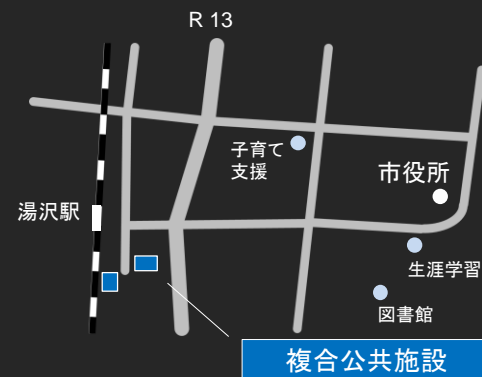 R 13
子育て
支援
市役所
湯沢駅
生涯学習
図書館
複合公共施設